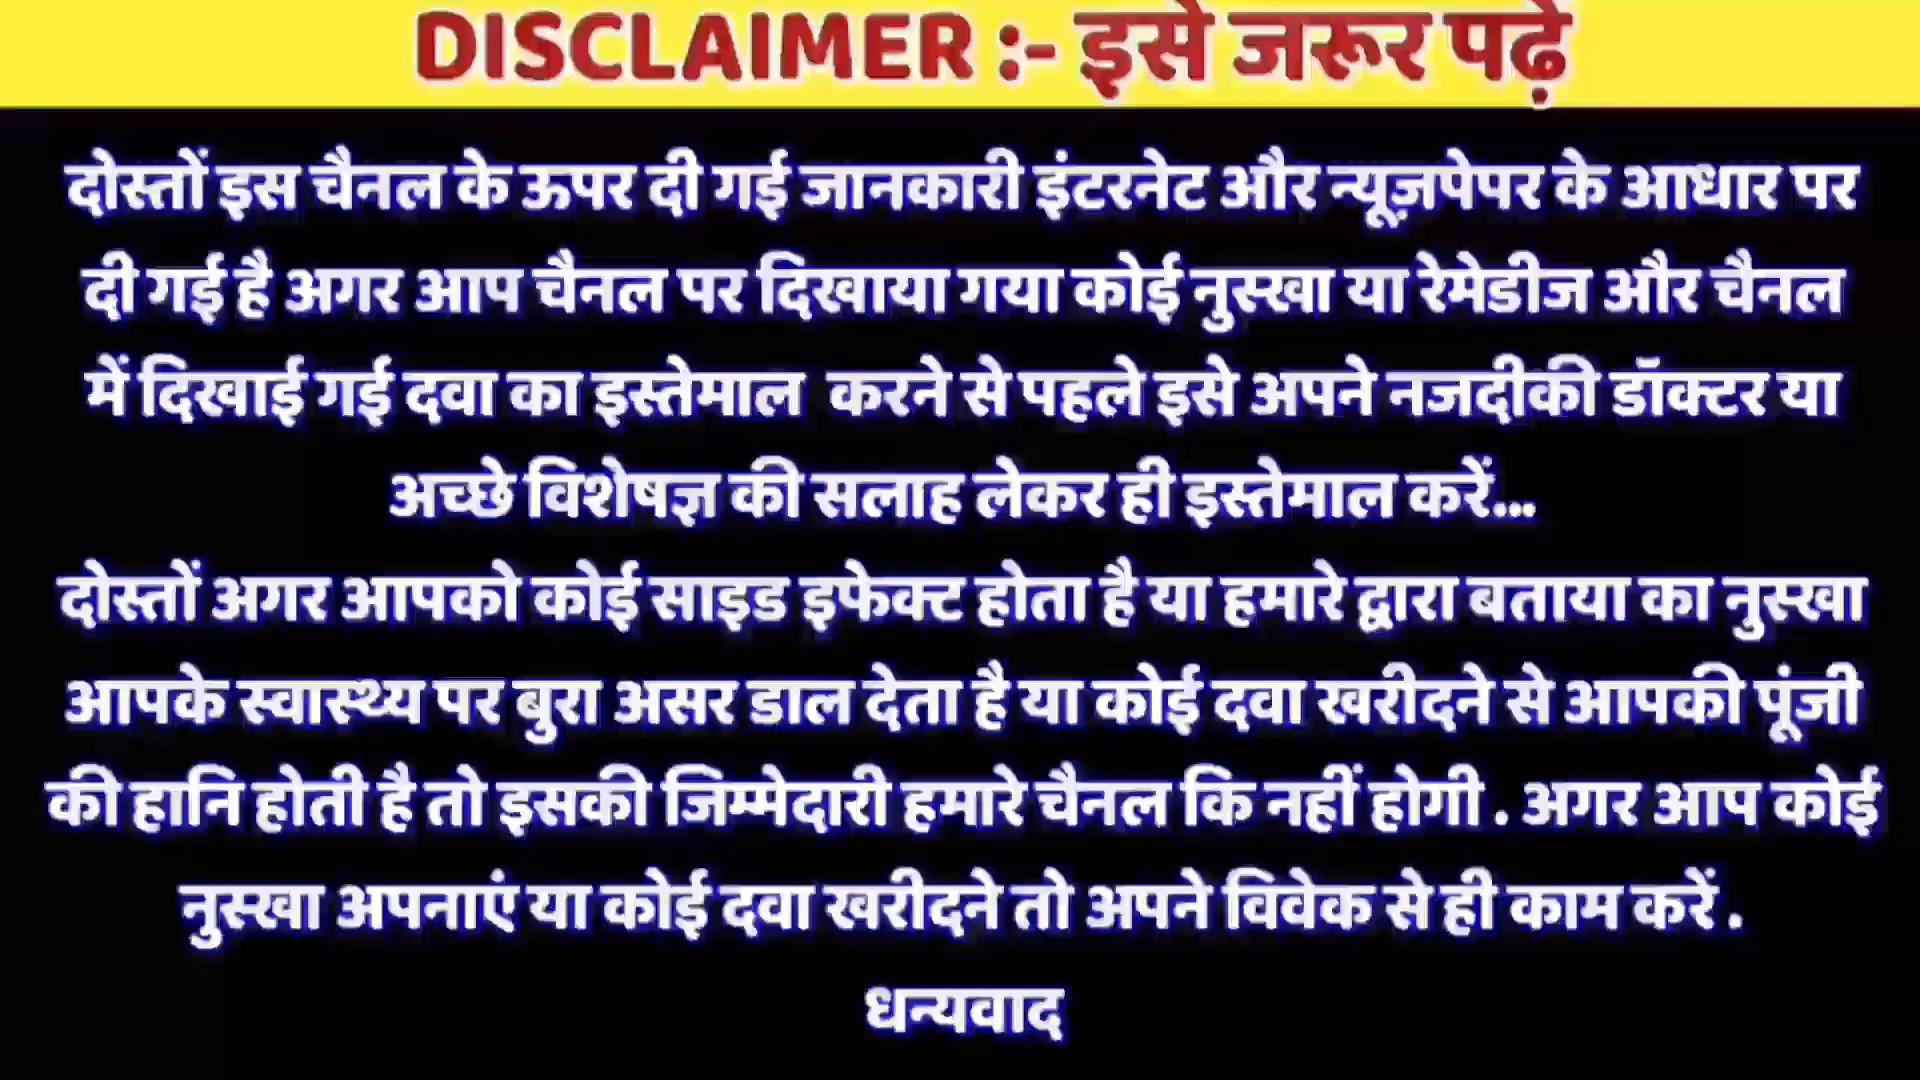 DISCLAIMER :- इसे जरूर पढ़े
दोस्तों इस चैनल के ऊपर दी गई जानकारी इंटरनेट और न्यूज़पेपर के आधार पर
दी गई है अगर आप चैनल पर दिखाया गया कोई नुस्खा या रेमेडीज और चैनल
में दिखाई गई दवा का इस्तेमाल करने से पहले इसे अपने नजदीकी डॉक्टर या
अच्छे विशेषज्ञ की सलाह लेकर ही इस्तेमाल करें...
दोस्तों अगर आपको कोई साइड इफेक्ट होता है या हमारे द्वारा बताया का नुस्खा
आपके स्वास्थ्य पर बुरा असर डाल देता है या कोई दवा खरीदने से आपकी पूंजी
की हानि होती है तो इसकी जिम्मेदारी हमारे चैनल कि नहीं होगी . अगर आप कोई
नुस्खा अपनाएं या कोई दवा खरीदने तो अपने विवेक से ही काम करें .
धन्यवाद